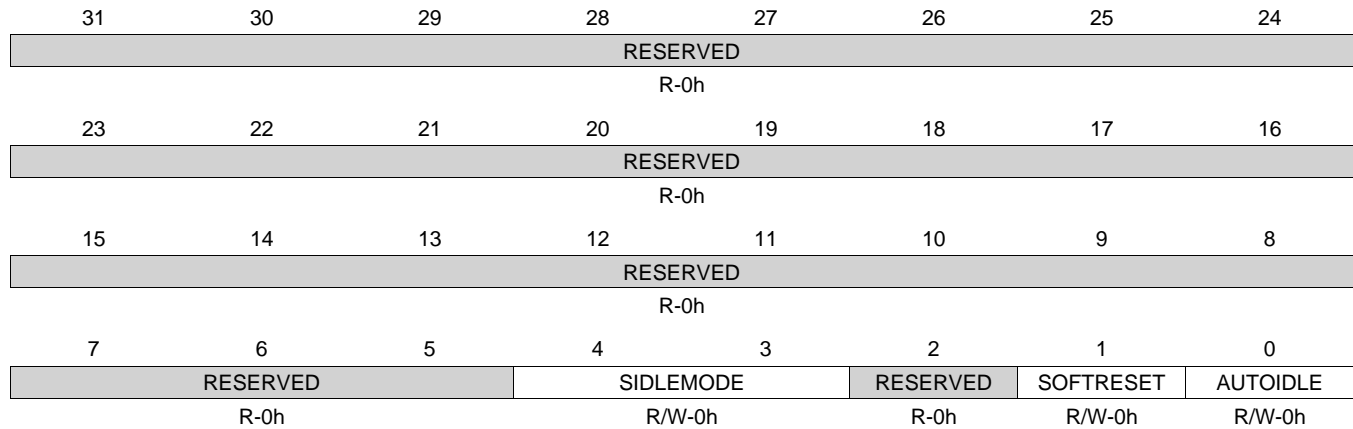 31 30 29 28 27 26 25 24
RESERVED
R-0h
23 22 21 20 19 18 17 16
RESERVED
R-0h
15 14 13 12 11 10 9 8
RESERVED
R-0h
7 6 5 4 3 2 1 0
RESERVED SIDLEMODE RESERVED SOFTRESET AUTOIDLE
R-0h R/W-0h R-0h R/W-0h R/W-0h